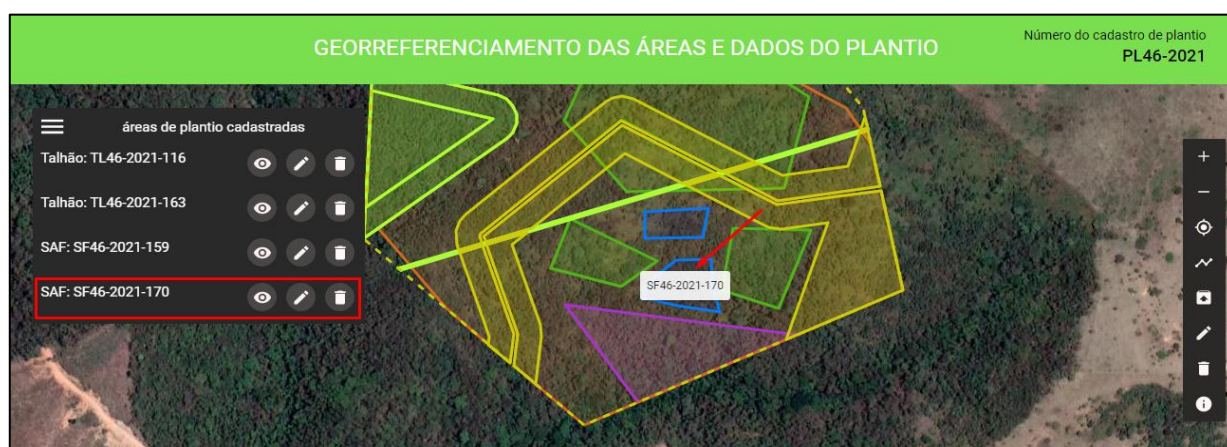 GEORREFERENCIAMENTO DAS ÁREAS E DADOS DO PLANTIO
Número do cadastro de plantio
PL46-2021
áreas de plantio cadastradas
Talhão: TL46-2021-116
Talhão: TL46-2021-163
SAF: SF46-2021-159
SAF: SF46-2021-170
SF46-2021-170